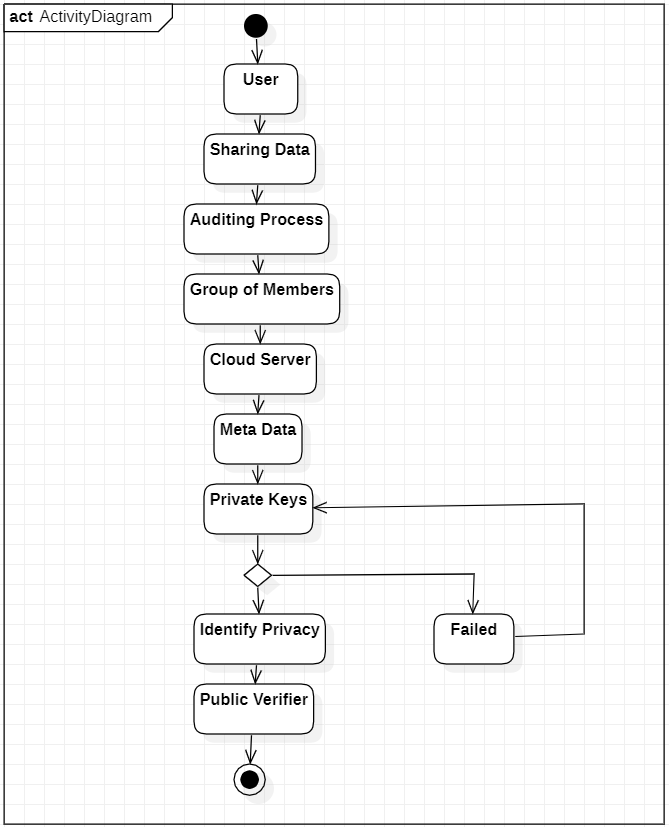 act ActivityDiagram
User
Sharing Data
Auditing Process
Group of Members
Cloud Server
Meta Data
Private Keys
Identify Privacy
Failed
Public Verifier